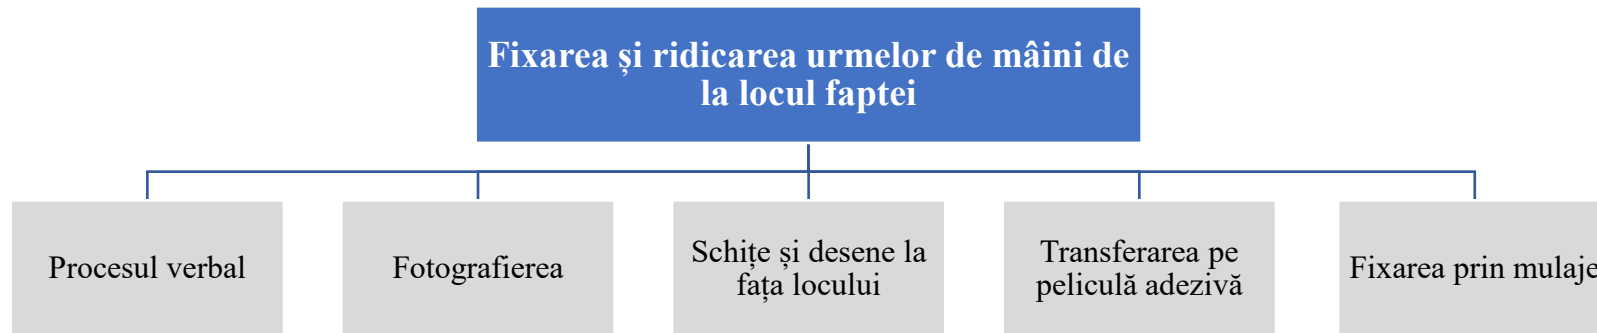 Fixarea și ridicarea urmelor de mâini de
la locul faptei
Procesul verbal
Fotografierea
Schițe și desene la
fața locului
Transferarea pe
peliculă adezivă
Fixarea prin mulaje